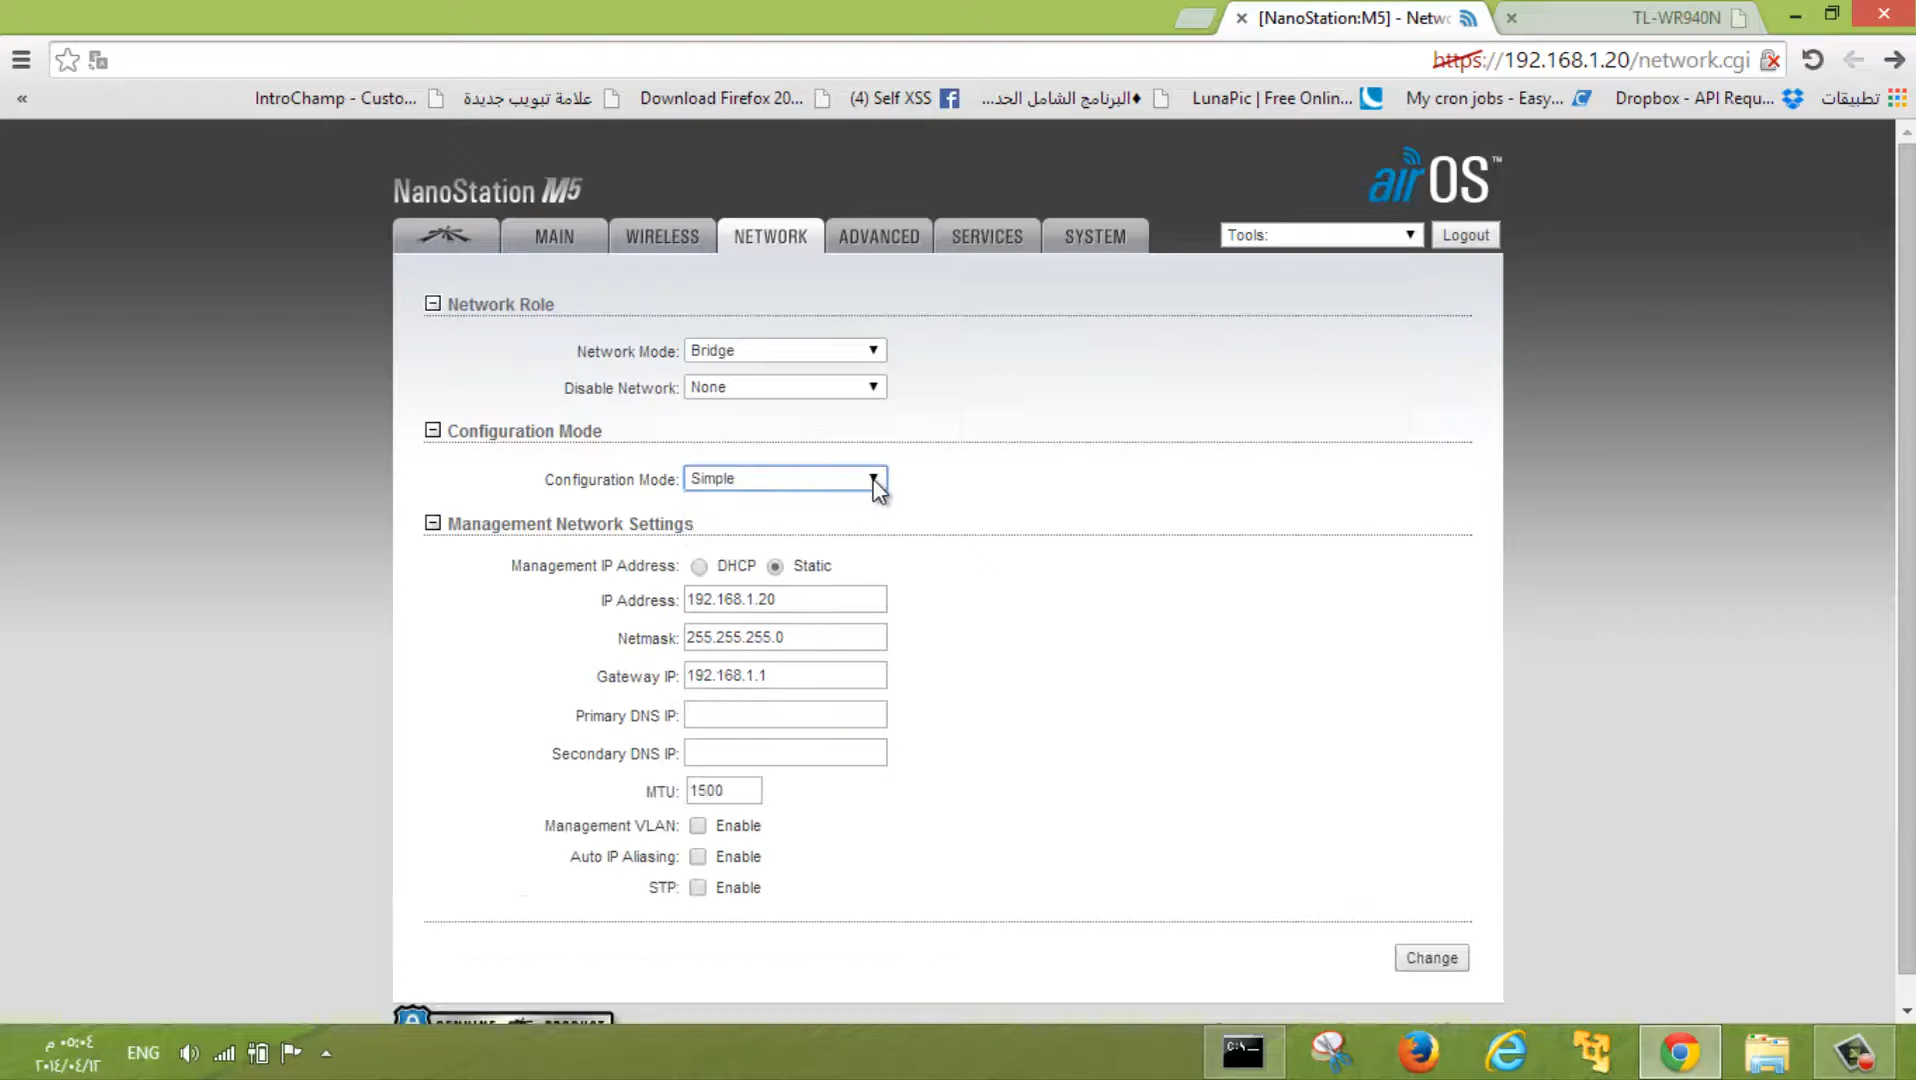 [NanoStation:M5] - Netwo
TL-WR940N
https://192.168.1.20/network.cgi
«
IntroChamp - Custo...
علامة تبويب جديدة
Download Firefox 20...
(4) Self XSS
♦البرنامج الشامل الحد...
LunaPic | Free Onlin...
My cron jobs - Easy...
Dropbox - API Requ...
تطبيقات
NanoStation M5
airOS™
MAIN
WIRELESS
NETWORK
ADVANCED
SERVICES
SYSTEM
Tools:
Logout
Network Role
Network Mode: Bridge
Disable Network: None
Configuration Mode
Configuration Mode: Simple
Management Network Settings
Management IP Address: DHCP Static
IP Address: 192.168.1.20
Netmask: 255.255.255.0
Gateway IP: 192.168.1.1
Primary DNS IP:
Secondary DNS IP:
MTU: 1500
Management VLAN: Enable
Auto IP Aliasing: Enable
STP: Enable
Change
GENUINE PRODUCT
٠٥:٠٤ م
٢٠١٤/٠٤/١٣
ENG
C:\